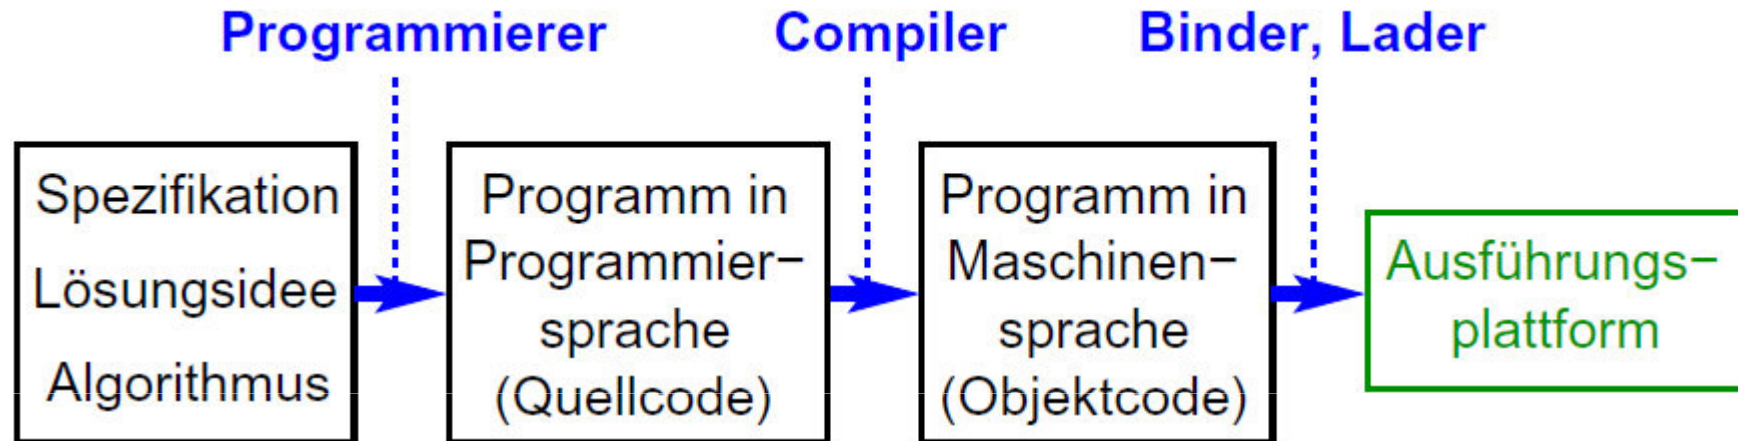 Programmierer
Compiler
Binder, Lader
Spezifikation
Lösungsidee
Algorithmus
Programm in
Programmier-
sprache
(Quellcode)
Programm in
Maschinen-
sprache
(Objektcode)
Ausführungs-
plattform